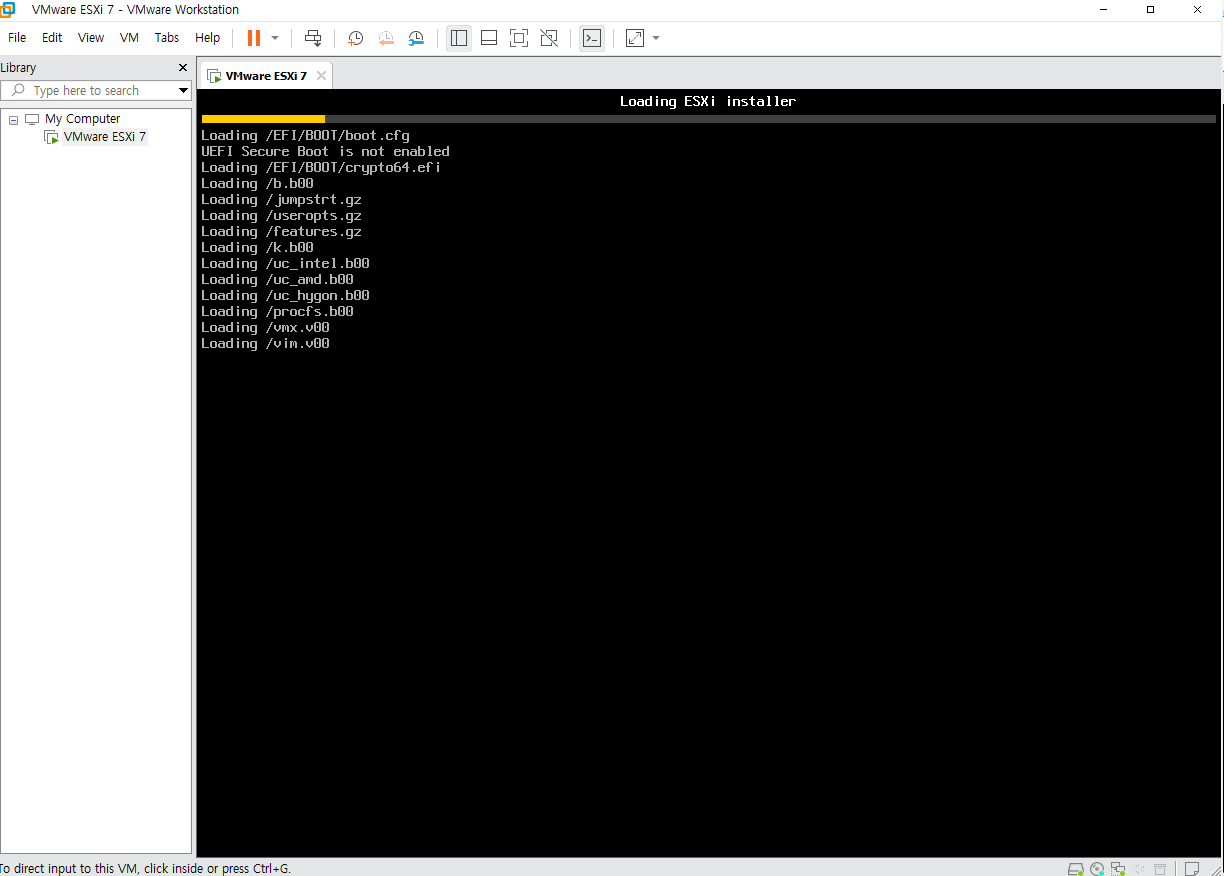 VMware ESXi 7 - VMware Workstation
File Edit View VM Tabs Help
Library
Type here to search
My Computer
VMware ESXi 7
VMware ESXi 7
Loading ESXi installer
Loading /EFI/BOOT/boot.cfg
UEFI Secure Boot is not enabled
Loading /EFI/BOOT/crypto64.efi
Loading /b.b00
Loading /jumpstrt.gz
Loading /useropts.gz
Loading /features.gz
Loading /k.b00
Loading /uc_intel.b00
Loading /uc_amd.b00
Loading /uc_hygon.b00
Loading /procfs.b00
Loading /vmx.v00
Loading /vim.v00
To direct input to this VM, click inside or press Ctrl+G.